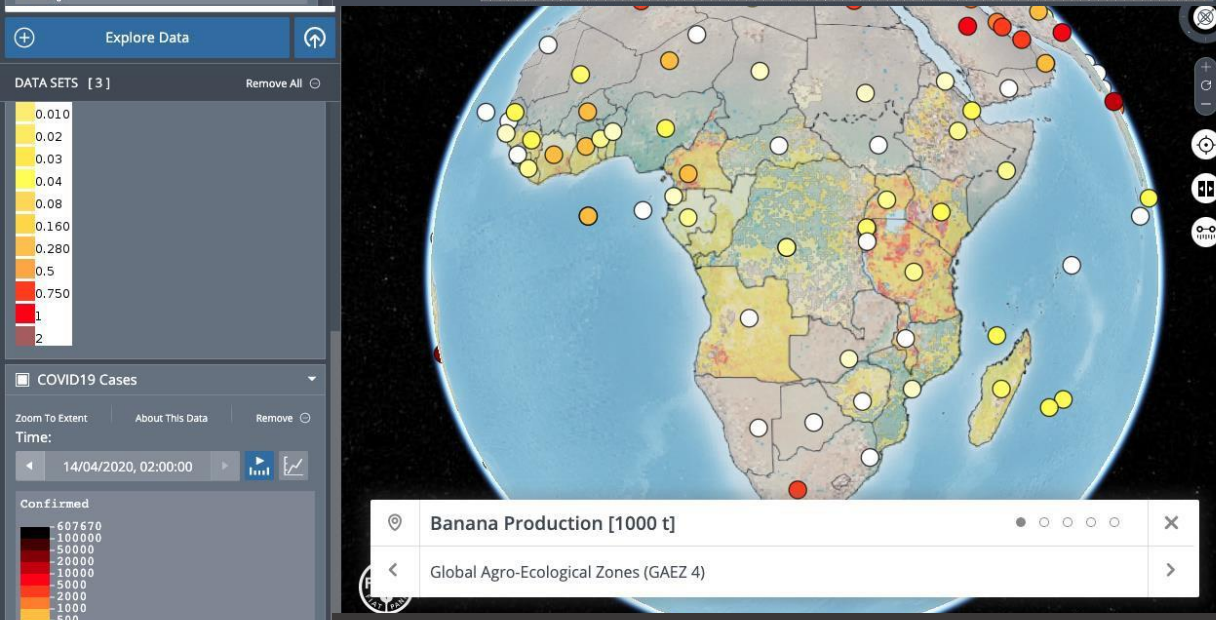 Explore Data
DATA SETS [ 3 ]
Remove All
0.010
0.02
0.03
0.04
0.08
0.160
0.280
0.5
0.750
1
2
COVID19 Cases
Zoom To Extent
About This Data
Remove
Time:
14/04/2020, 02:00:00
Confirmed
607670
100000
50000
20000
10000
5000
2000
1000
500
Banana Production [1000 t]
Global Agro-Ecological Zones (GAEZ 4)